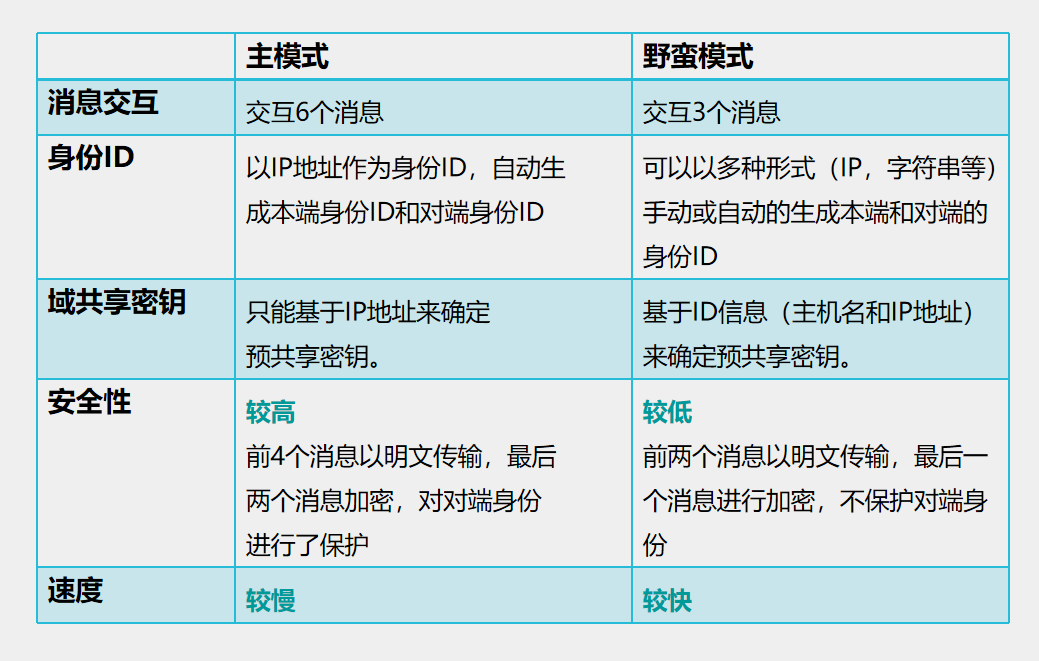 主模式 野蛮模式
消息交互 交互6个消息 交互3个消息
身份ID 以IP地址作为身份ID，自动生
成本端身份ID和对端身份ID
可以以多种形式（IP，字符串等）
手动或自动的生成本端和对端的
身份ID
域共享密钥 只能基于IP地址来确定
预共享密钥。
基于ID信息（主机名和IP地址）
来确定预共享密钥。
安全性 较高
前4个消息以明文传输，最后
两个消息加密，对对端身份
进行了保护
较低
前两个消息以明文传输，最后一
个消息进行加密，不保护对端身
份
速度 较慢 较快